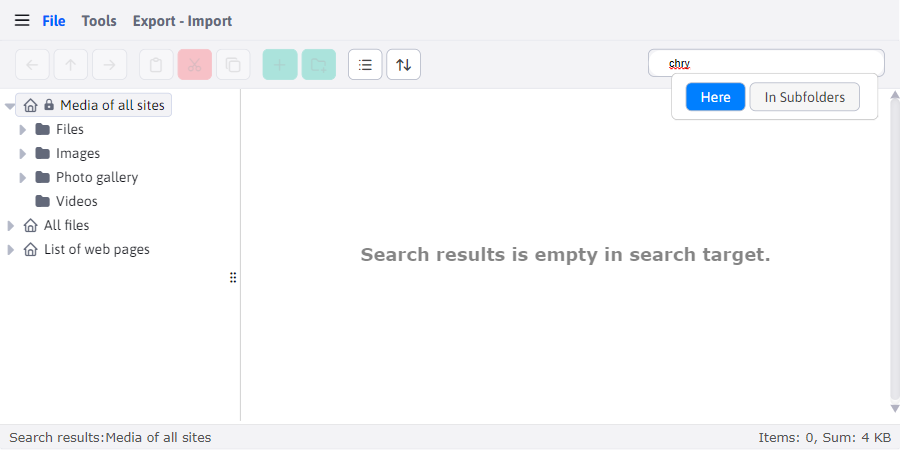 File Tools Export - Import
chry
Here In Subfolders
Media of all sites
Files
Images
Photo gallery
Videos
All files
List of web pages
Search results is empty in search target.
Search results:Media of all sites Items: 0, Sum: 4 KB